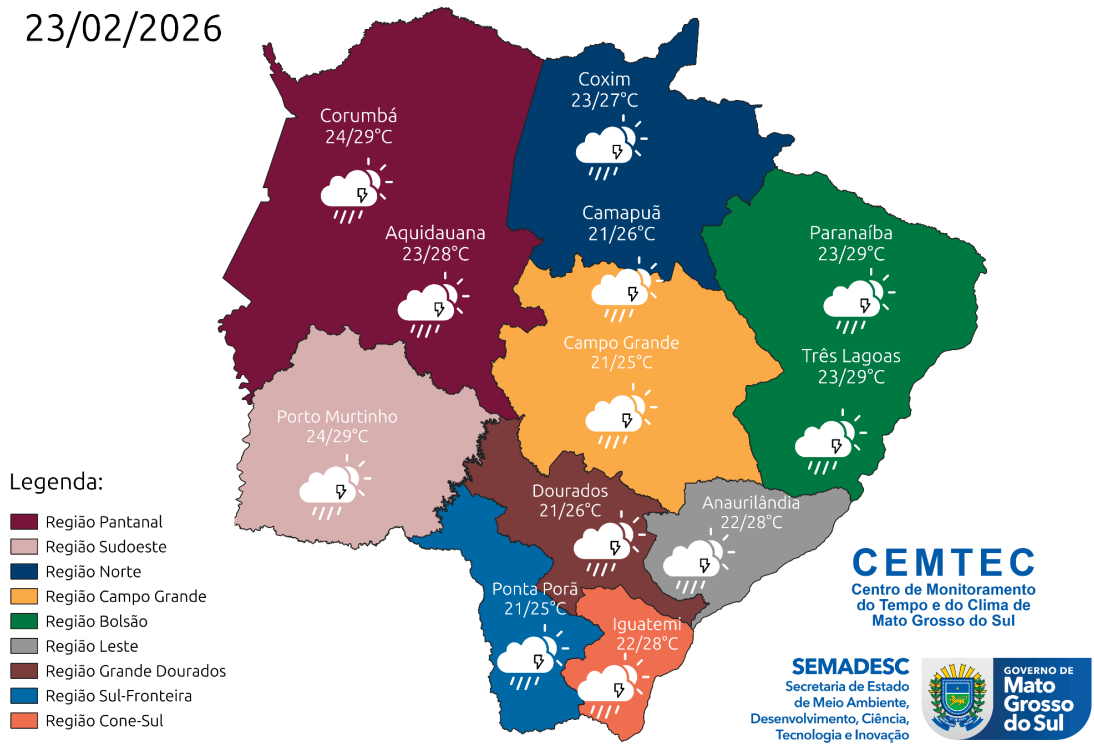 23/02/2026
Coxim
23/27°C
Corumbá
24/29°C
Camapuã
21/26°C
Aquidauana
23/28°C
Paranaíba
23/29°C
Campo Grande
21/25°C
Três Lagoas
23/29°C
Porto Murtinho
24/29°C
Dourados
21/26°C
Anaurilândia
22/28°C
Ponta Porã
21/25°C
Iguatemi
22/28°C
Legenda:
Região Pantanal
Região Sudoeste
Região Norte
Região Campo Grande
Região Bolsão
Região Leste
Região Grande Dourados
Região Sul-Fronteira
Região Cone-Sul
CEMTEC
Centro de Monitoramento
do Tempo e do Clima de
Mato Grosso do Sul
SEMADESC
Secretaria de Estado
de Meio Ambiente,
Desenvolvimento, Ciência,
Tecnologia e Inovação
GOVERNO DE
Mato
Grosso
do Sul